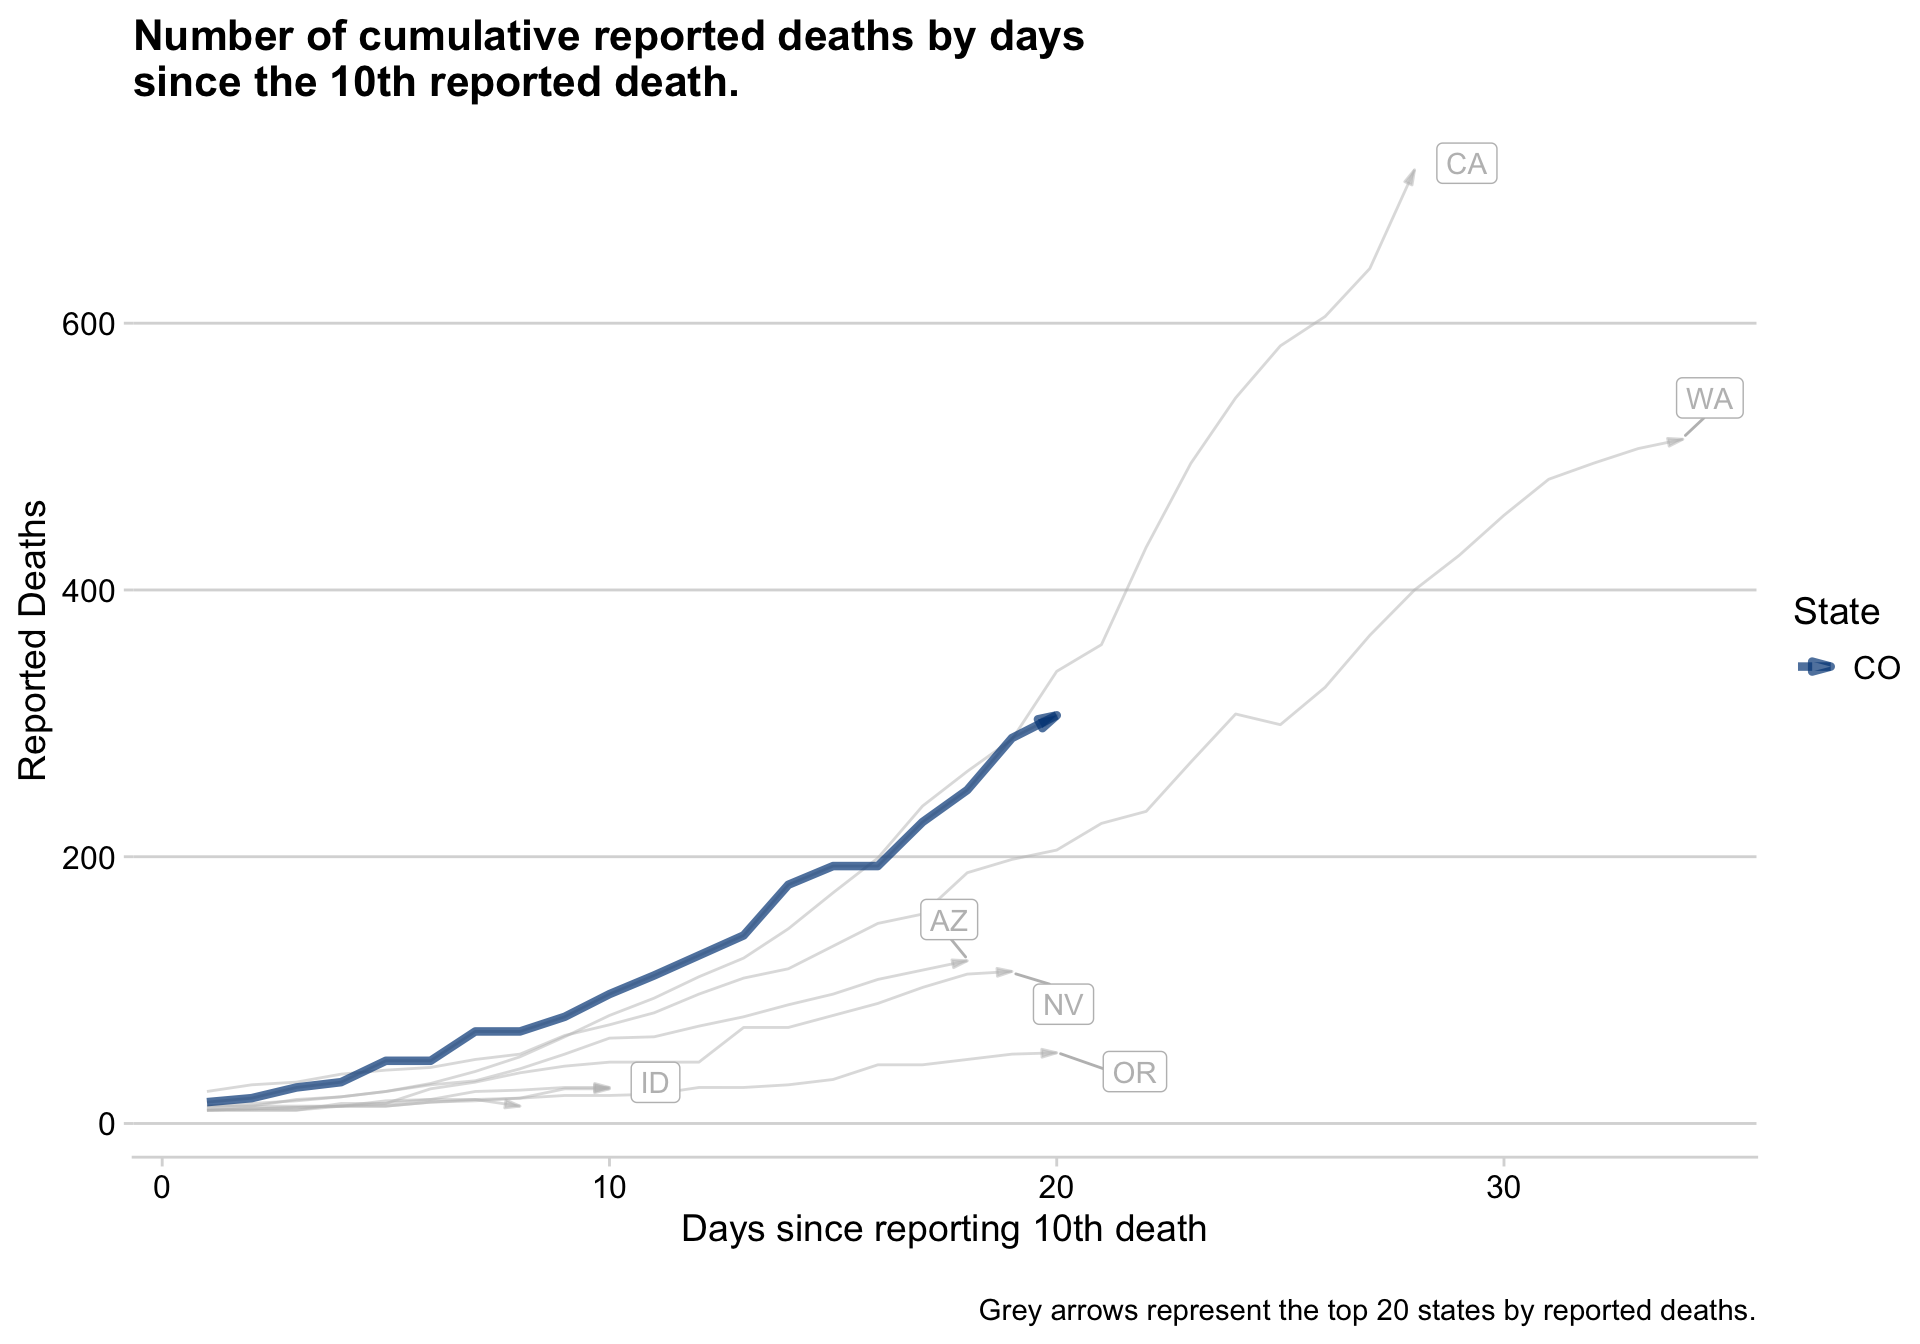 Number of cumulative reported deaths by days
since the 10th reported death.
CA
WA
AZ
NV
OR
ID
600
400
200
0
Reported Deaths
0 10 20 30
Days since reporting 10th death
State
CO
Grey arrows represent the top 20 states by reported deaths.